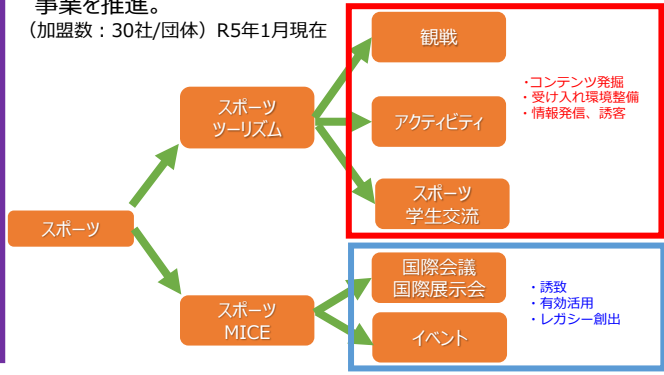 事業を推進。
（加盟数：30社/団体）R5年1月現在
観戦
・コンテンツ発掘
・受け入れ環境整備
・情報発信、誘客
スポーツ
ツーリズム
アクティビティ
スポーツ
学生交流
スポーツ
国際会議
国際展示会
・誘致
・有効活用
・レガシー創出
スポーツ
MICE
イベント